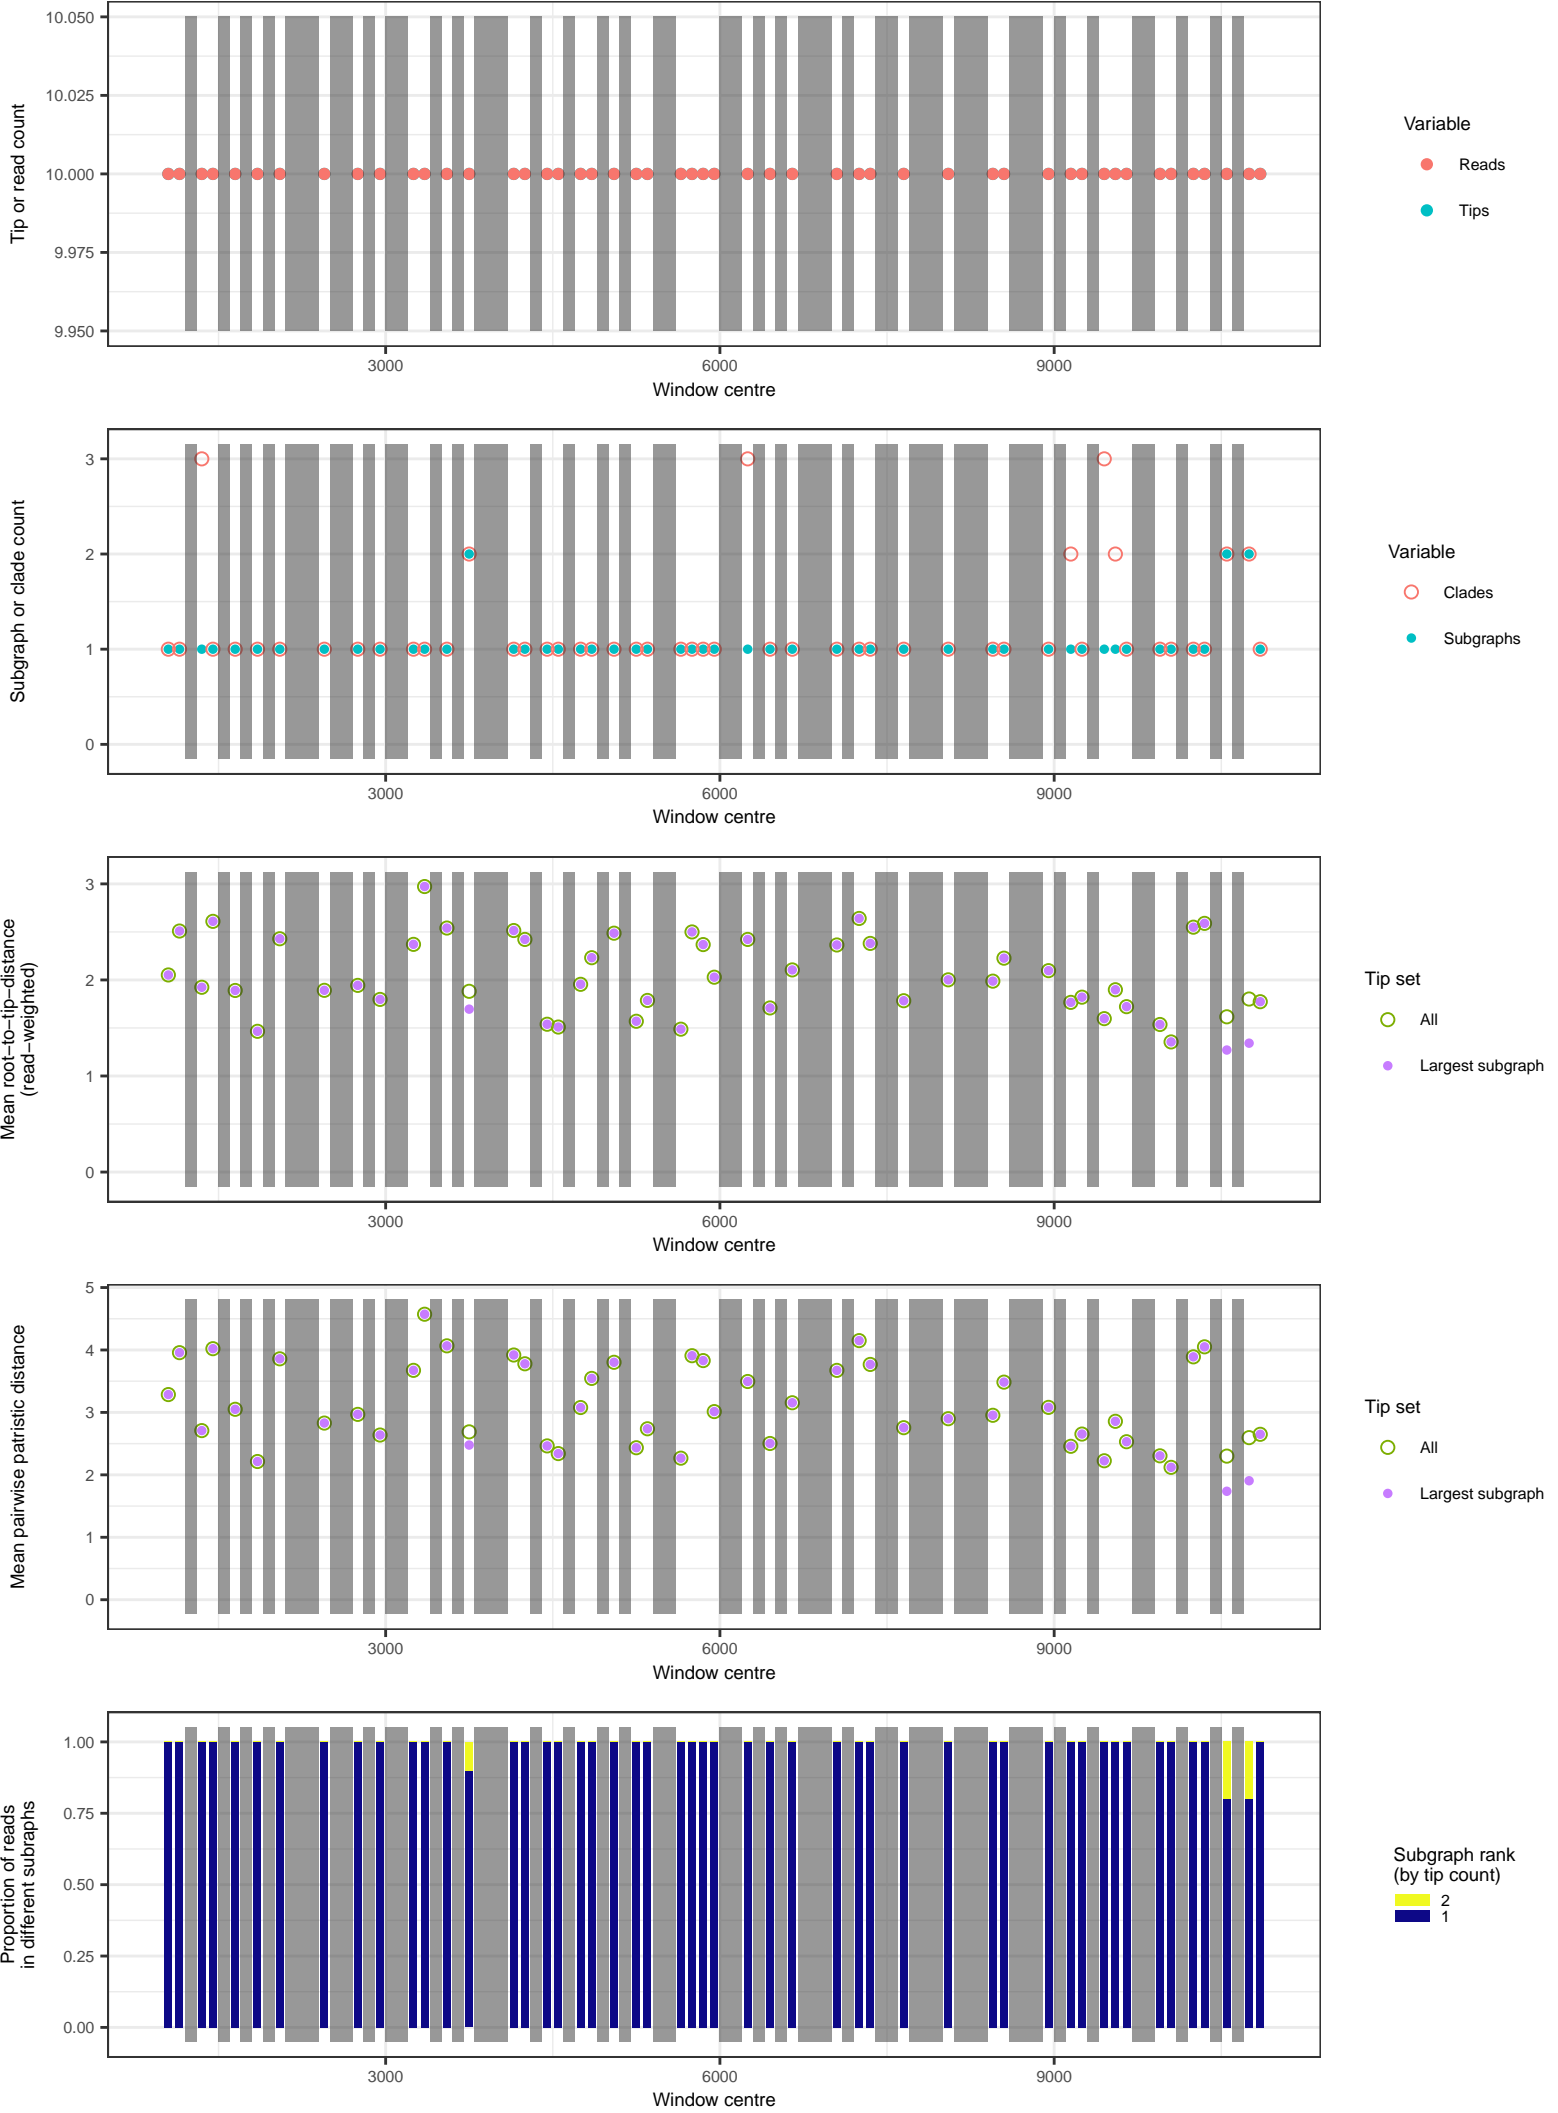 Tip or read count
10.050
10.025
10.000
9.975
9.950
3000
6000
9000
Window centre
Variable
Reads
Tips
Subgraph or clade count
3
2
1
0
3000
6000
9000
Window centre
Variable
Clades
Subgraphs
Mean root−to−tip−distance
(read−weighted)
3
2
1
0
3000
6000
9000
Window centre
Tip set
All
Largest subgraph
Mean pairwise patristic distance
5
4
3
2
1
0
3000
6000
9000
Window centre
Tip set
All
Largest subgraph
Proportion of reads
in different subraphs
1.00
0.75
0.50
0.25
0.00
3000
6000
9000
Window centre
Subgraph rank
(by tip count)
2
1